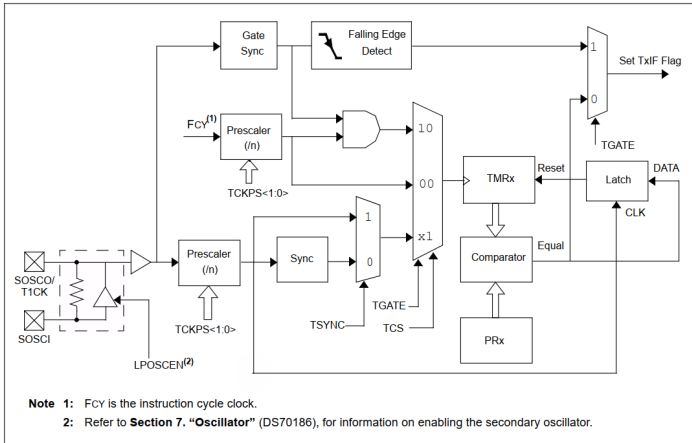 Gate
Sync
Falling Edge
Detect
1
Set TxIF Flag
0
TGATE
FCY(1)
Prescaler
(/n)
TCKPS<1:0>
10
00
x1
TMRx
Reset
Latch
DATA
CLK
Comparator
Equal
PRx
SOSCO/
T1CK
SOSCI
LPOSCEN(2)
Prescaler
(/n)
TCKPS<1:0>
Sync
1
0
TSYNC
TGATE
TCS
Note 1: FCY is the instruction cycle clock.
2: Refer to Section 7. “Oscillator” (DS70186), for information on enabling the secondary oscillator.